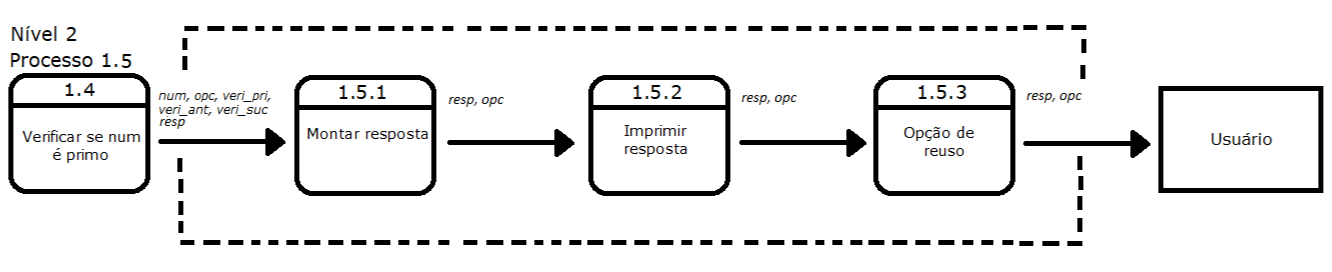 Nível 2
Processo 1.5
1.4
Verificar se num
é primo
num, opc, veri_pri,
veri_ant, veri_suc
resp
1.5.1
Montar resposta
resp, opc
1.5.2
Imprimir
resposta
resp, opc
1.5.3
Opção de
reuso
resp, opc
Usuário